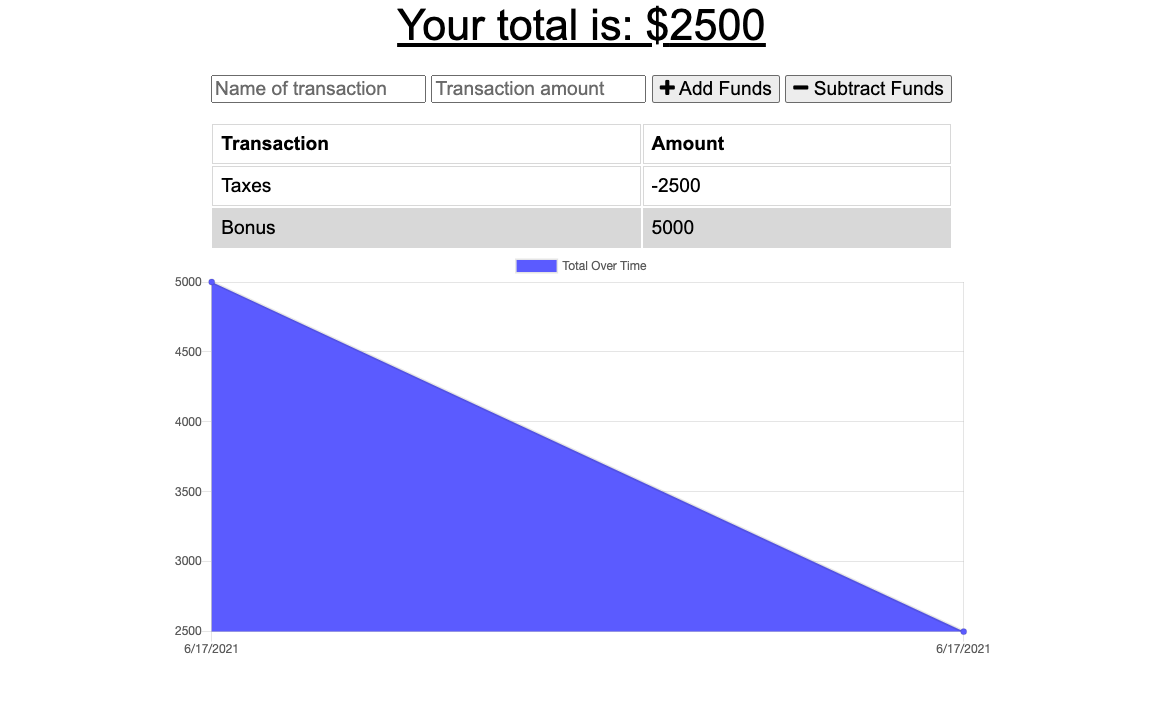 Your total is: $2500
Name of transaction Transaction amount Add Funds Subtract Funds
Transaction Amount
Taxes -2500
Bonus 5000
Total Over Time
5000
4500
4000
3500
3000
2500
6/17/2021 6/17/2021